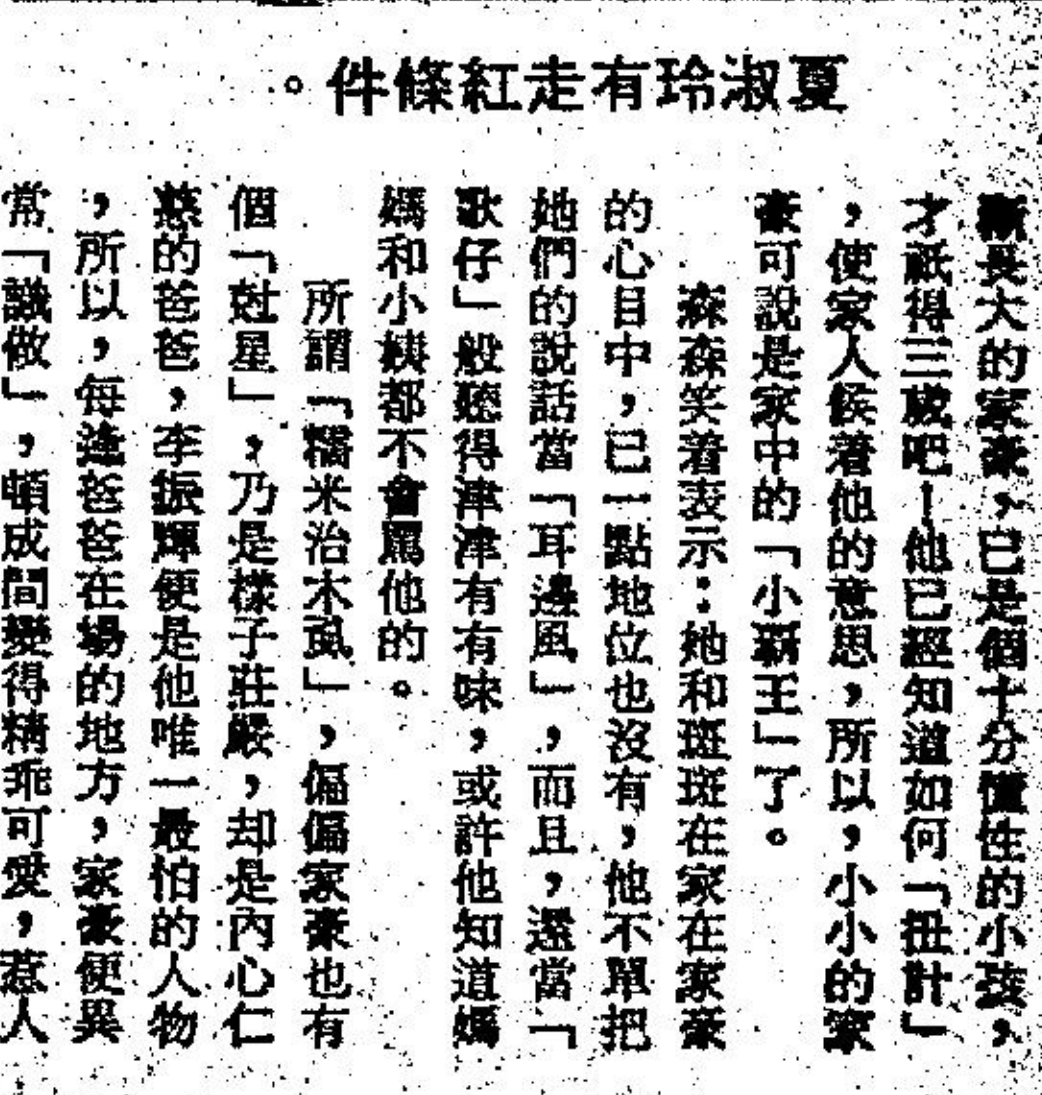 夏淑玲有走紅條件。
漸長大的家豪，已是個十分懂性的小孩，
才祇得三歲吧！他已經知道如何「扭計」
，使家人候着他的意思，所以，小小的家
豪可說是家中的「小霸王」了。
森森笑着表示：她和斑斑在家在家豪
的心目中，已一點地位也沒有，他不單把
她們的說話當「耳邊風」，而且，還當「
歌仔」般聽得津津有有味，或許他知道媽
媽和小姨都不會罵他的。
所謂「糯米治木虱」，偏偏家豪也有
個「尅星」，乃是樣子莊嚴，却是內心仁
慈的爸爸，李振輝便是他唯一最怕的人物
，所以，每逢爸爸在場的地方，家豪便異
常「識做」，頓成間變得精乖可愛，惹人